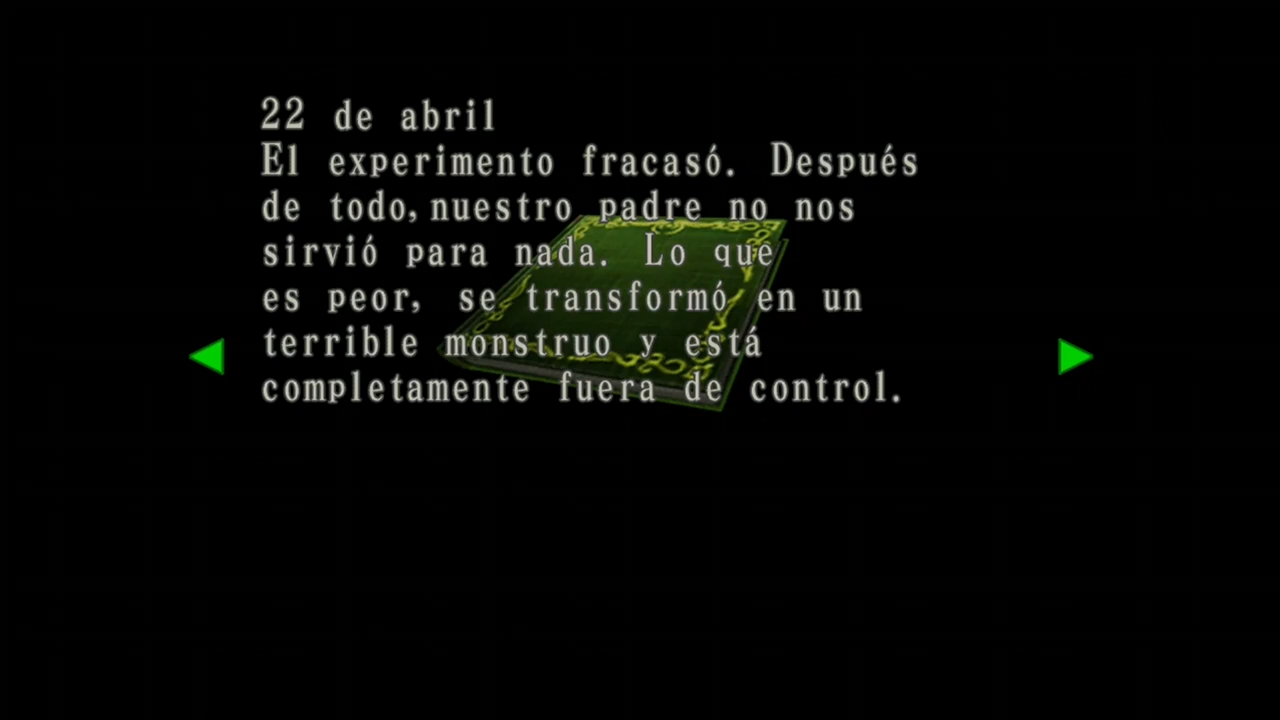 22 de abril
El experimento fracasó. Después
de todo,nuestro padre no nos
sirvió para nada. Lo que
es peor, se transformó en un
terrible monstruo y está
completamente fuera de control.